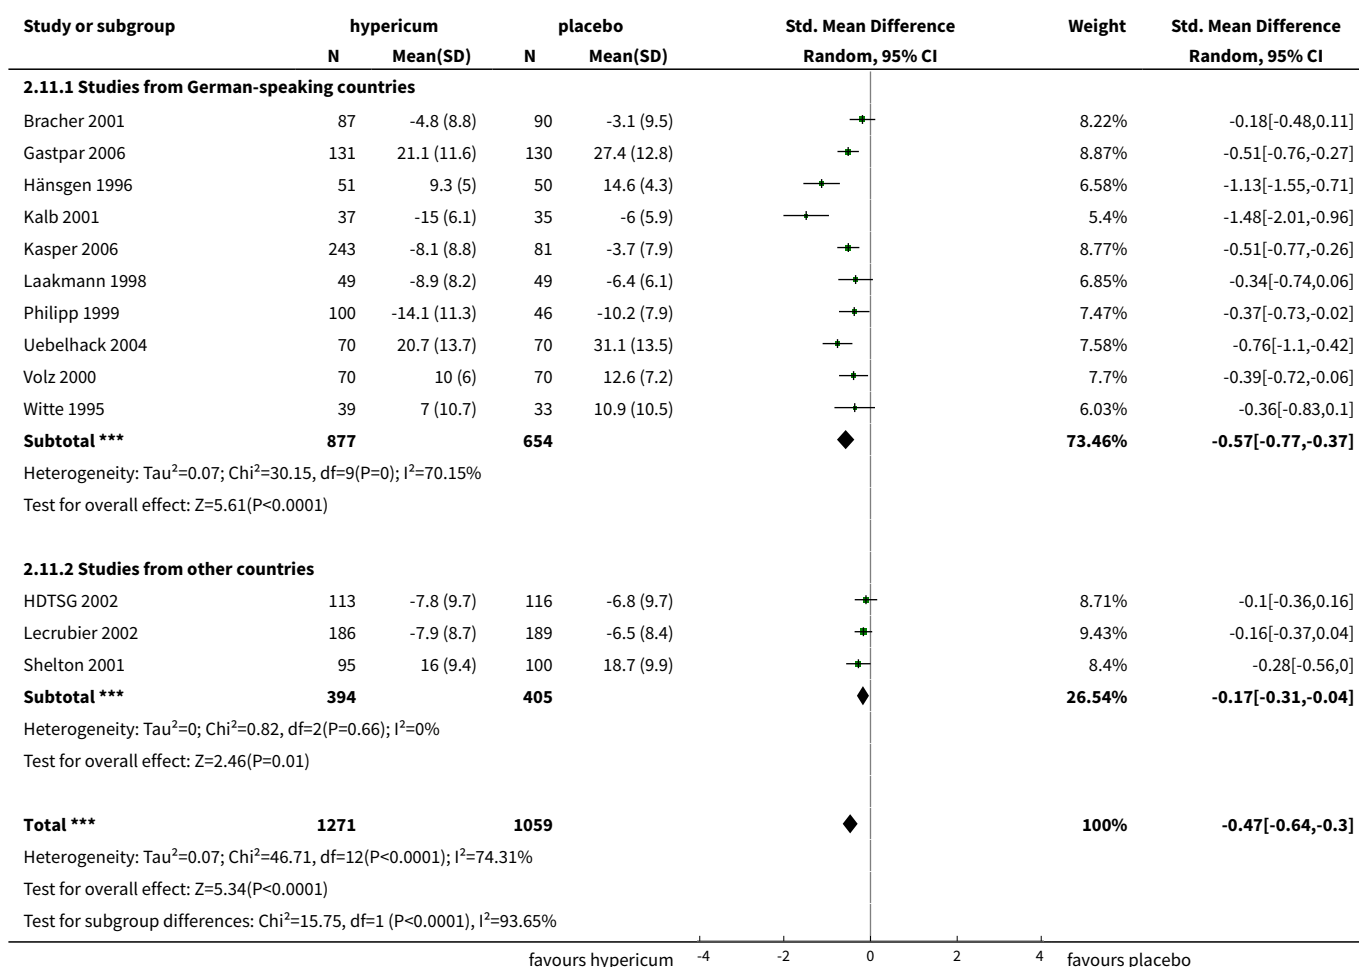 Study or subgroup hypericum placebo Std. Mean Difference Weight Std. Mean Difference
N Mean(SD) N Mean(SD) Random, 95% CI Random, 95% CI
2.11.1 Studies from German-speaking countries
Bracher 2001 87 -4.8 (8.8) 90 -3.1 (9.5) 8.22% -0.18[-0.48,0.11]
Gastpar 2006 131 21.1 (11.6) 130 27.4 (12.8) 8.87% -0.51[-0.76,-0.27]
Hänsgen 1996 51 9.3 (5) 50 14.6 (4.3) 6.58% -1.13[-1.55,-0.71]
Kalb 2001 37 -15 (6.1) 35 -6 (5.9) 5.4% -1.48[-2.01,-0.96]
Kasper 2006 243 -8.1 (8.8) 81 -3.7 (7.9) 8.77% -0.51[-0.77,-0.26]
Laakmann 1998 49 -8.9 (8.2) 49 -6.4 (6.1) 6.85% -0.34[-0.74,0.06]
Philipp 1999 100 -14.1 (11.3) 46 -10.2 (7.9) 7.47% -0.37[-0.73,-0.02]
Uebelhack 2004 70 20.7 (13.7) 70 31.1 (13.5) 7.58% -0.76[-1.1,-0.42]
Volz 2000 70 10 (6) 70 12.6 (7.2) 7.7% -0.39[-0.72,-0.06]
Witte 1995 39 7 (10.7) 33 10.9 (10.5) 6.03% -0.36[-0.83,0.1]
Subtotal *** 877 654 73.46% -0.57[-0.77,-0.37]
Heterogeneity: Tau²=0.07; Chi²=30.15, df=9(P=0); I²=70.15%
Test for overall effect: Z=5.61(P<0.0001)
2.11.2 Studies from other countries
HDTSG 2002 113 -7.8 (9.7) 116 -6.8 (9.7) 8.71% -0.1[-0.36,0.16]
Lecrubier 2002 186 -7.9 (8.7) 189 -6.5 (8.4) 9.43% -0.16[-0.37,0.04]
Shelton 2001 95 16 (9.4) 100 18.7 (9.9) 8.4% -0.28[-0.56,0]
Subtotal *** 394 405 26.54% -0.17[-0.31,-0.04]
Heterogeneity: Tau²=0; Chi²=0.82, df=2(P=0.66); I²=0%
Test for overall effect: Z=2.46(P=0.01)
Total *** 1271 1059 100% -0.47[-0.64,-0.3]
Heterogeneity: Tau²=0.07; Chi²=46.71, df=12(P<0.0001); I²=74.31%
Test for overall effect: Z=5.34(P<0.0001)
Test for subgroup differences: Chi²=15.75, df=1 (P<0.0001), I²=93.65%
favours hypericum -4 -2 0 2 4 favours placebo